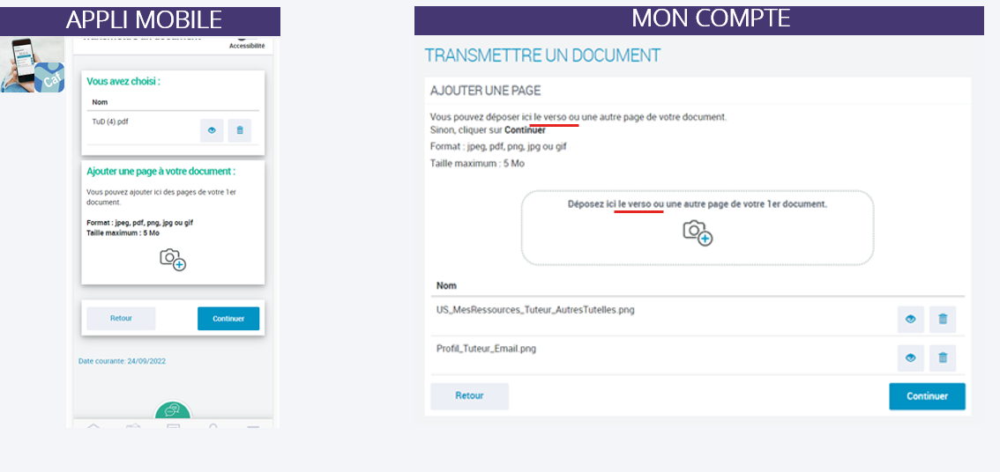 APPLI MOBILE
Transmettre un document
Accessibilité
Caf
Vous avez choisi :
Nom
TuD (4).pdf
Ajouter une page à votre document :
Vous pouvez ajouter ici des pages de votre 1er
document.
Format : jpeg, pdf, png, jpg ou gif
Taille maximum : 5 Mo
Retour
Continuer
Date courante: 24/09/2022
MON COMPTE
TRANSMETTRE UN DOCUMENT
AJOUTER UNE PAGE
Vous pouvez déposer ici le verso ou une autre page de votre document.
Sinon, cliquer sur Continuer
Format : jpeg, pdf, png, jpg ou gif
Taille maximum : 5 Mo
Déposez ici le verso ou une autre page de votre 1er document.
Nom
US_MesRessources_Tuteur_AutresTutelles.png
Profil_Tuteur_Email.png
Retour
Continuer